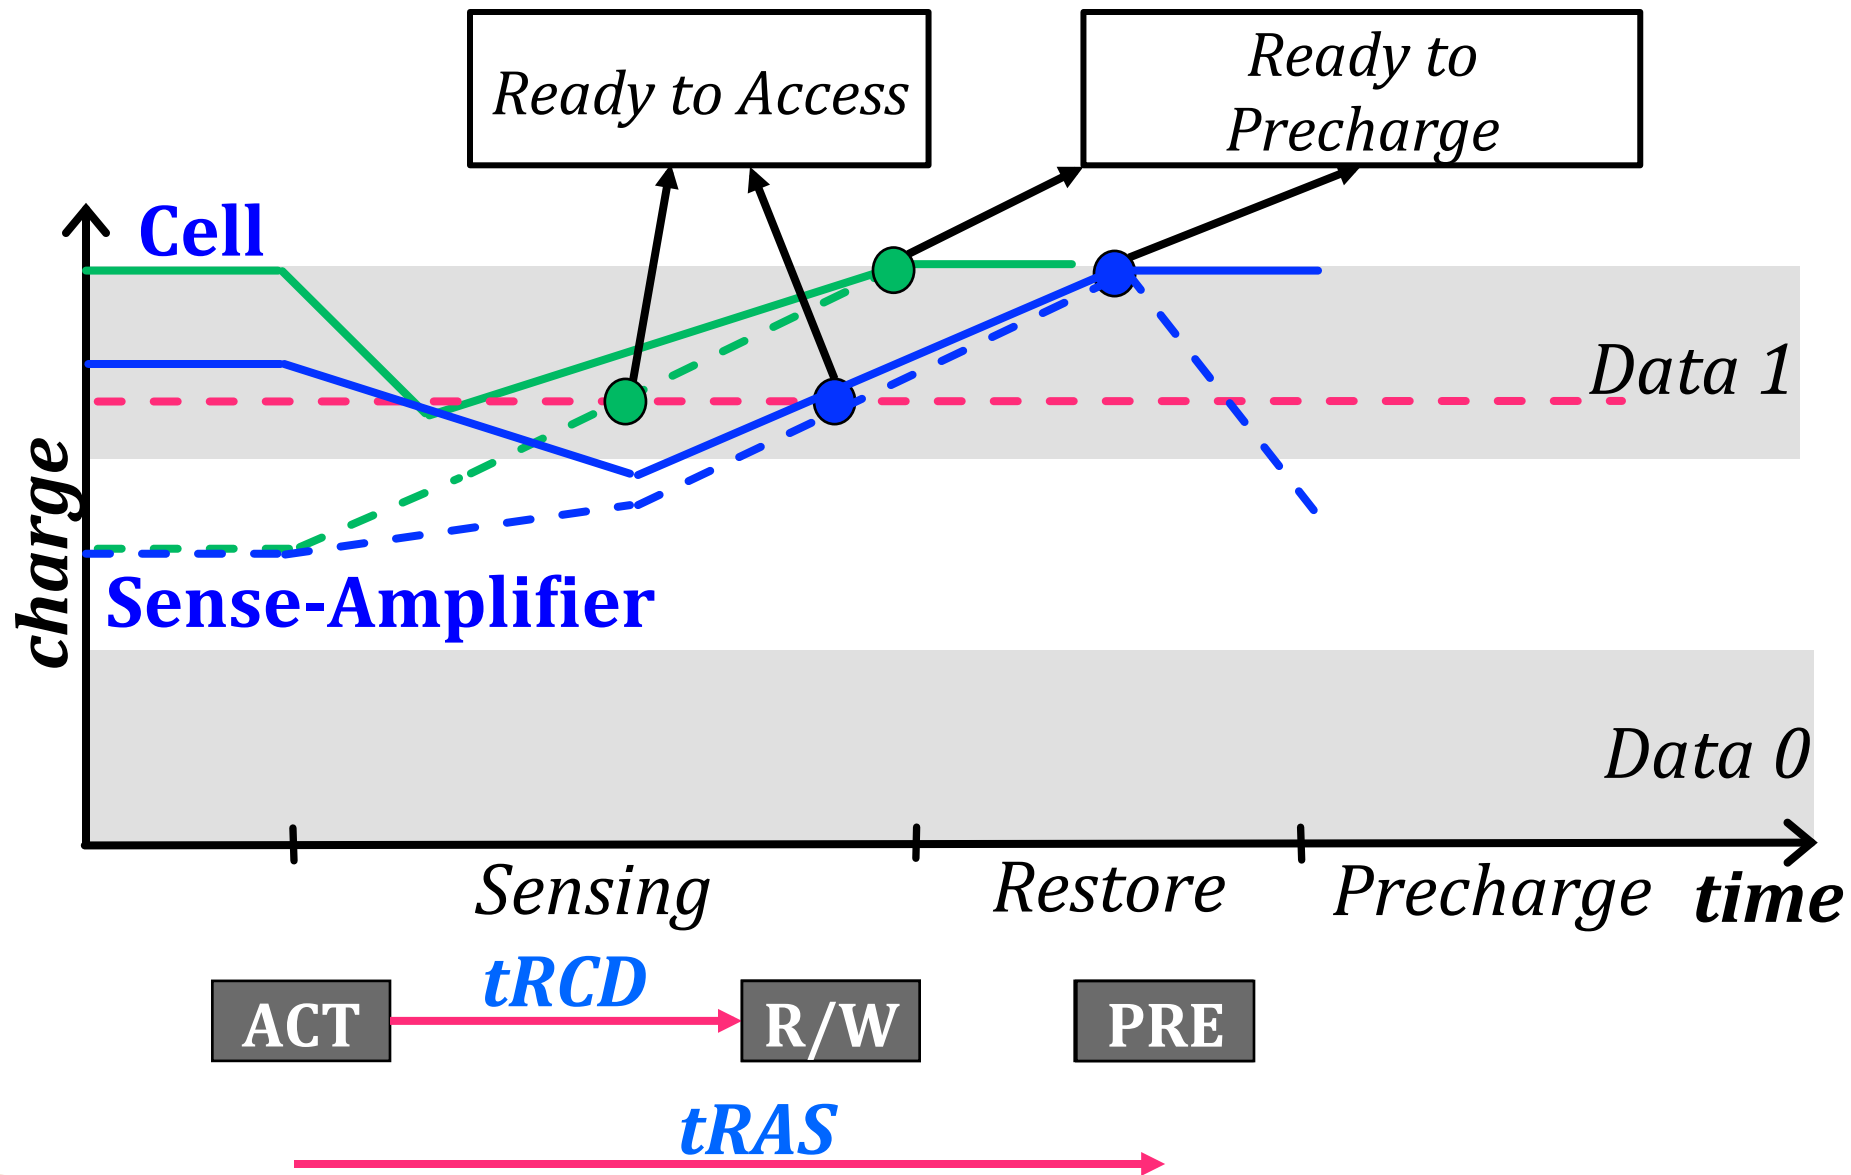 Ready to Access
Ready to
Precharge
Cell
Data 1
charge
Sense-Amplifier
Data 0
Sensing
Restore
Precharge
time
tRCD
ACT
R/W
PRE
tRAS